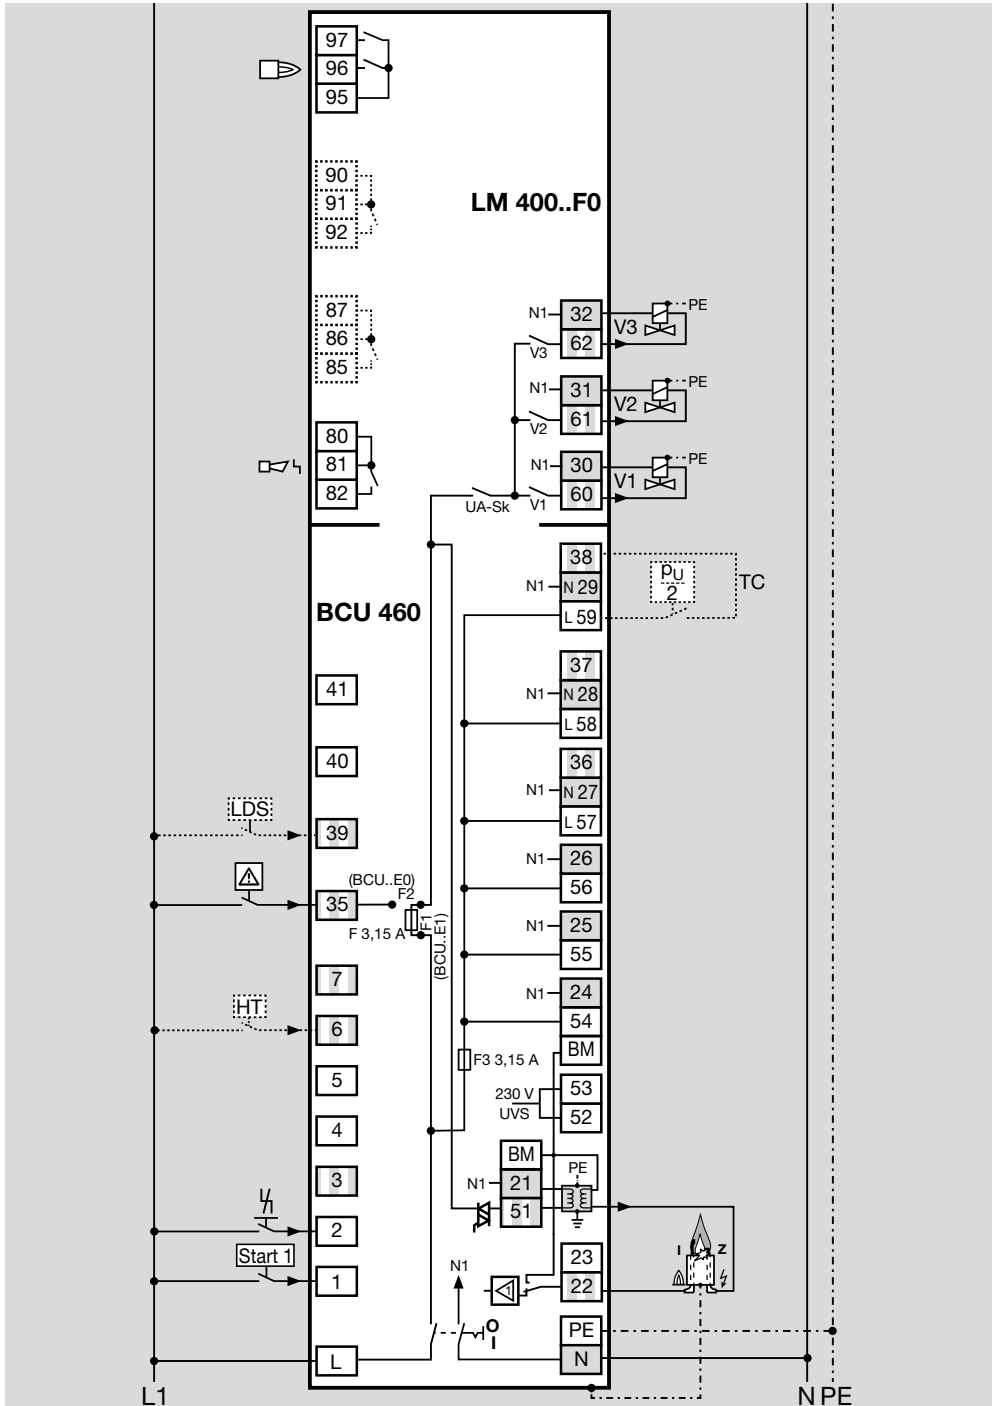 97
96
95
90
91
92
LM 400..F0
87
86
85
N1
32
PE
V3
V3
62
N1
31
PE
V2
V2
61
80
81
82
N1
30
PE
V1
UA-Sk
V1
60
38
N1
N 29
pU
2
TC
L 59
BCU 460
37
N1
N 28
L 58
41
36
N1
N 27
L 57
40
LDS
39
N1
26
56
(BCU..E0)
F2
35
F 3,15 A
F1
(BCU..E1)
N1
25
55
7
N1
24
54
HT
6
BM
F3 3,15 A
5
53
230 V
UVS
52
4
BM
PE
3
N1
21
51
2
Start 1
1
N1
23
22
1
I
Z
O
I
PE
L
N
L1
N
PE